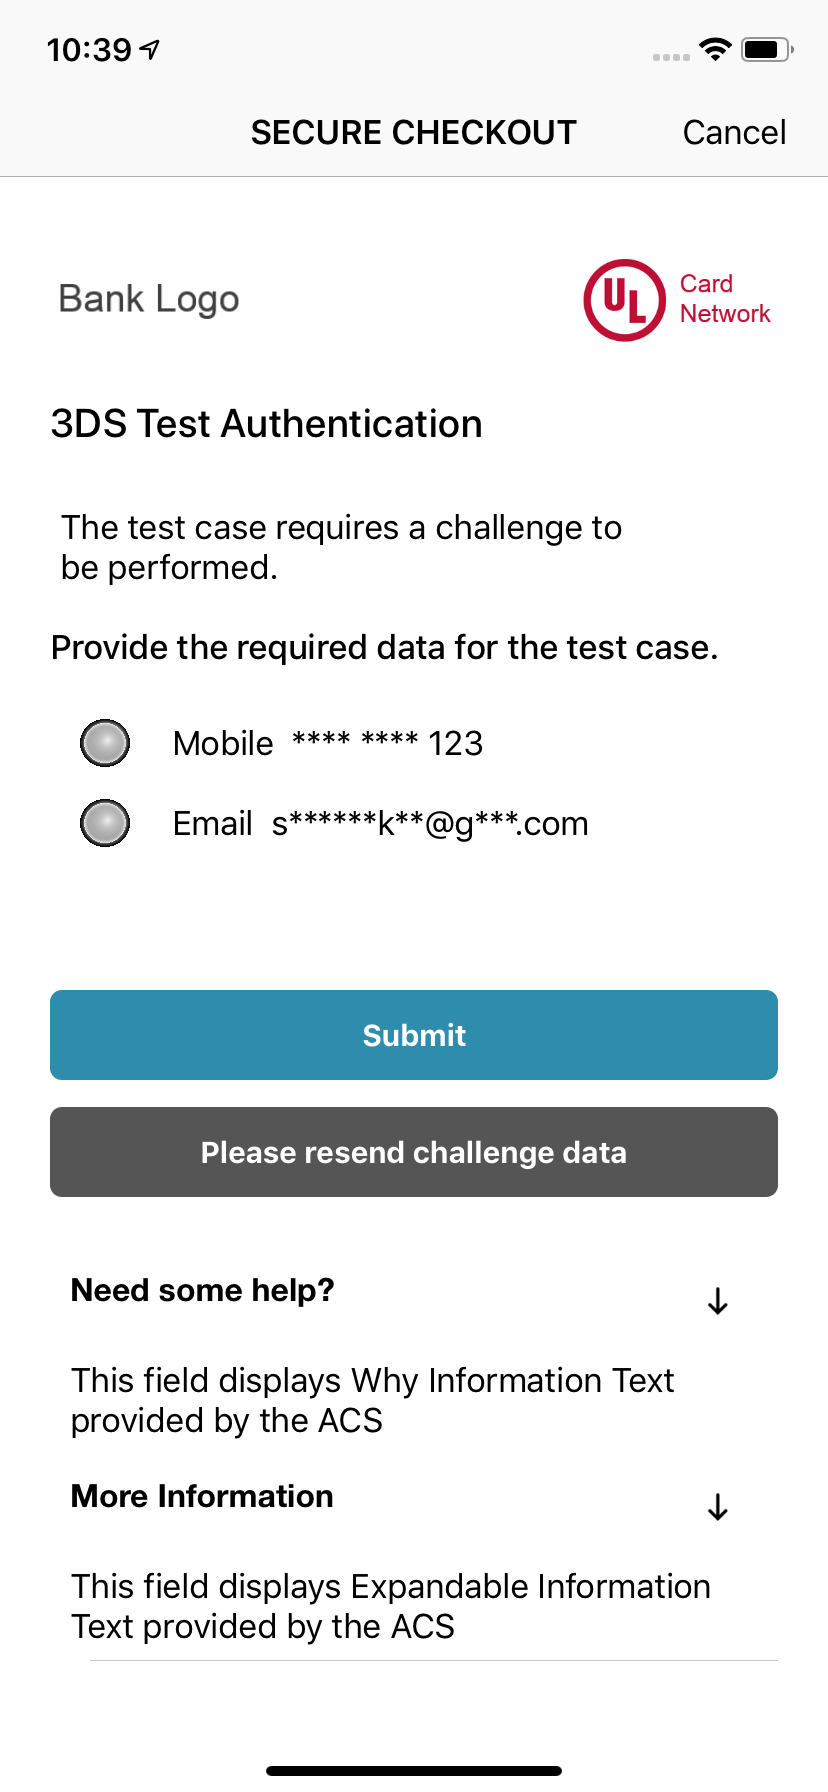 10:39
SECURE CHECKOUT Cancel
Bank Logo
UL Card
Network
3DS Test Authentication
The test case requires a challenge to
be performed.
Provide the required data for the test case.
Mobile **** **** 123
Email s******k**@g***.com
Submit
Please resend challenge data
Need some help?
This field displays Why Information Text
provided by the ACS
More Information
This field displays Expandable Information
Text provided by the ACS